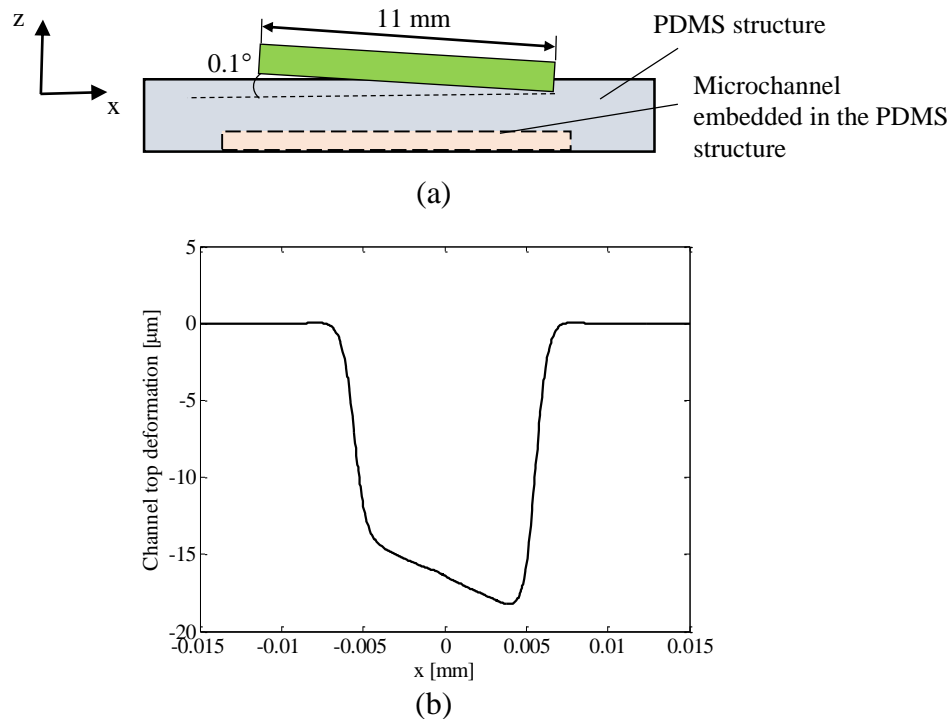 z
11 mm
PDMS structure
0.1°
x
Microchannel
embedded in the PDMS
structure
(a)
5
0
-5
-10
-15
-20
Channel top deformation [μm]
-0.015 -0.01 -0.005 0 0.005 0.01 0.015
x [mm]
(b)